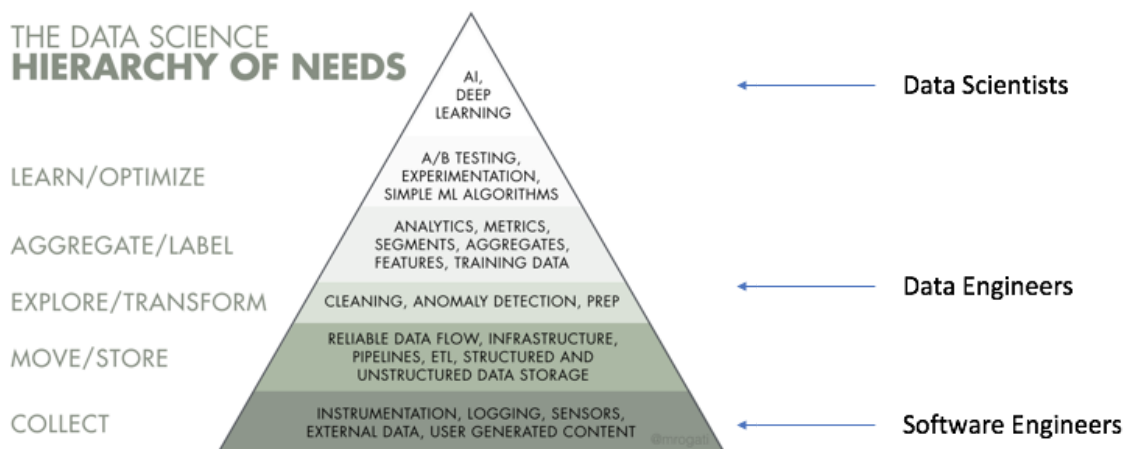 THE DATA SCIENCE
HIERARCHY OF NEEDS
AI,
DEEP
LEARNING
Data Scientists
LEARN/OPTIMIZE
A/B TESTING,
EXPERIMENTATION,
SIMPLE ML ALGORITHMS
AGGREGATE/LABEL
ANALYTICS, METRICS,
SEGMENTS, AGGREGATES,
FEATURES, TRAINING DATA
Data Engineers
EXPLORE/TRANSFORM
CLEANING, ANOMALY DETECTION, PREP
MOVE/STORE
RELIABLE DATA FLOW, INFRASTRUCTURE,
PIPELINES, ETL, STRUCTURED AND
UNSTRUCTURED DATA STORAGE
COLLECT
INSTRUMENTATION, LOGGING, SENSORS,
EXTERNAL DATA, USER GENERATED CONTENT
@mrogati
Software Engineers